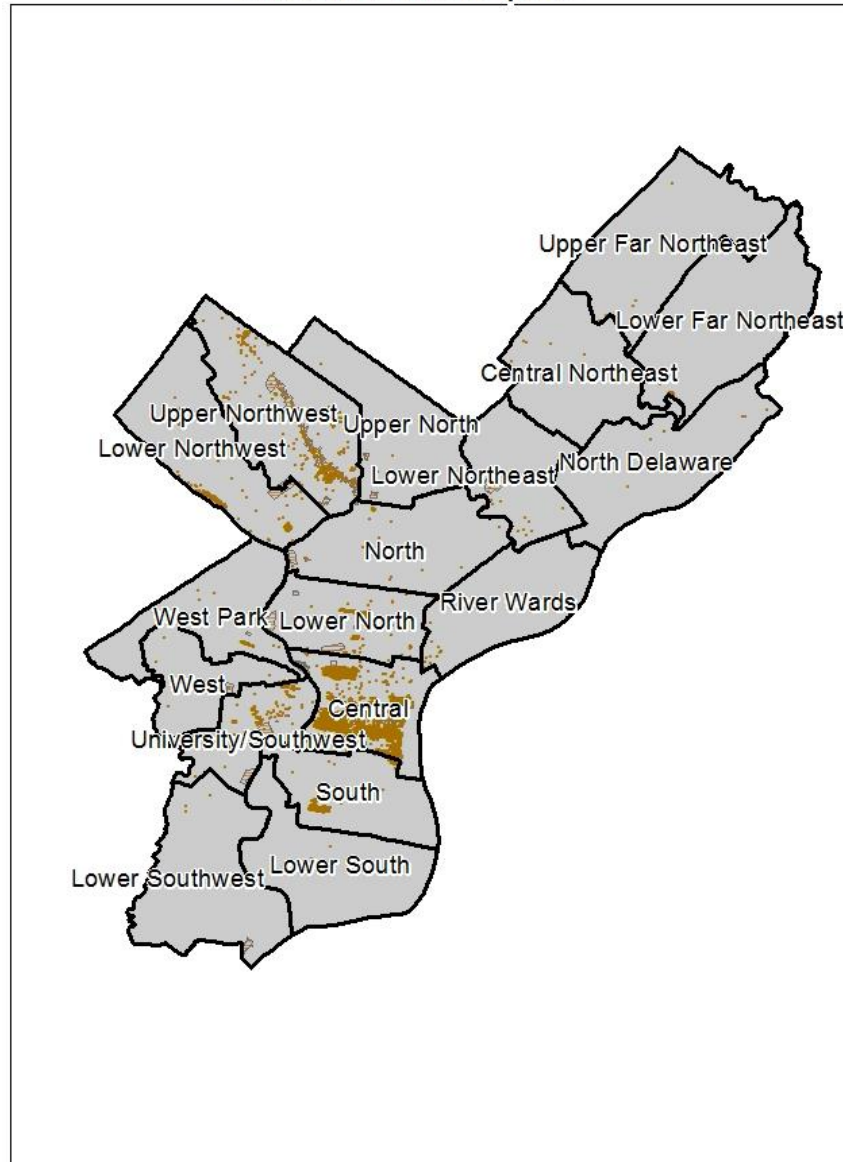 Upper Far Northeast
Lower Far Northeast
Central Northeast
Upper Northwest
Upper North
Lower Northwest
North Delaware
Lower Northeast
North
River Wards
West Park
Lower North
West
Central
University/Southwest
South
Lower South
Lower Southwest